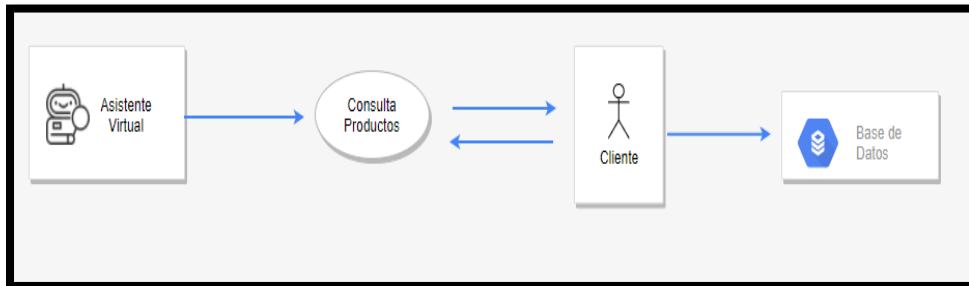 Asistente
Virtual
Consulta
Productos
Cliente
Base de
Datos